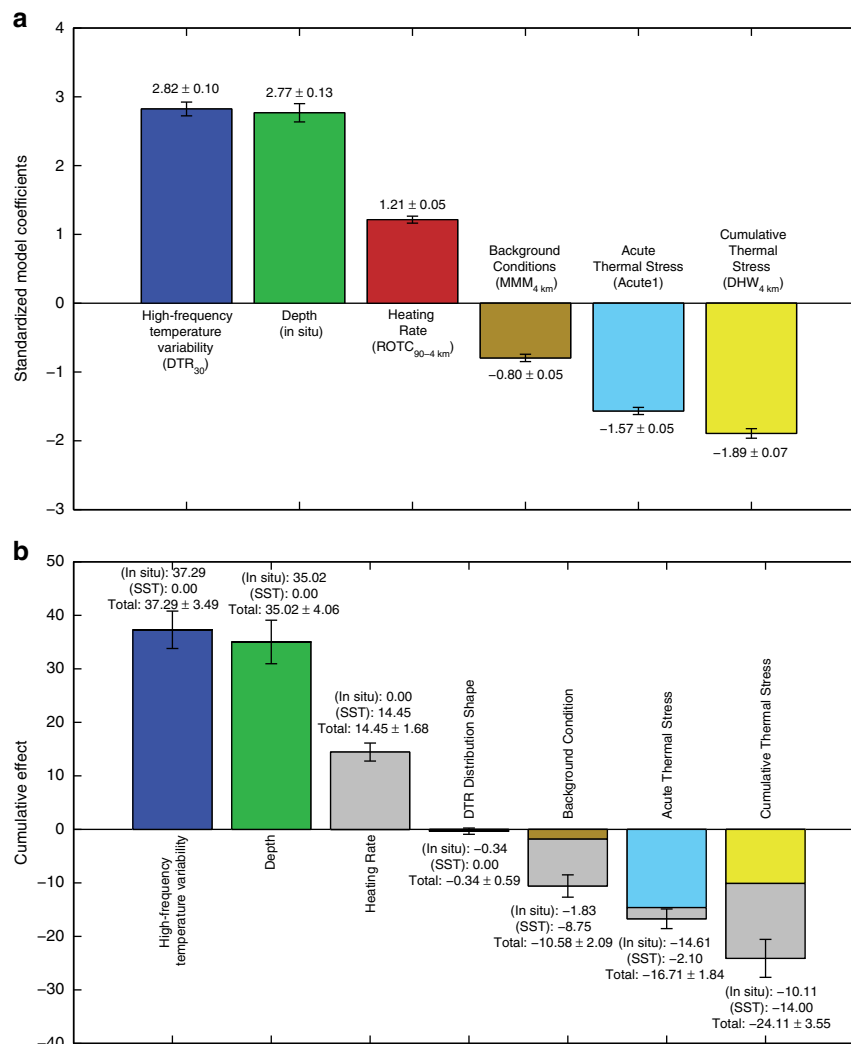 a
4
3
2
1
0
−1
−2
−3
Standardized model coefficients
2.82 ± 0.10
2.77 ± 0.13
1.21 ± 0.05
Background
Conditions
(MMM4 km)
Acute
Thermal Stress
(Acute1)
Cumulative
Thermal
Stress
(DHW4 km)
High-frequency
temperature
variability
(DTR30)
Depth
(in situ)
Heating
Rate
(ROTC90–4 km)
−0.80 ± 0.05
−1.57 ± 0.05
−1.89 ± 0.07
b
50
40
30
20
10
0
−10
−20
−30
−40
Cumulative effect
(In situ): 37.29
(SST): 0.00
Total: 37.29 ± 3.49
(In situ): 35.02
(SST): 0.00
Total: 35.02 ± 4.06
(In situ): 0.00
(SST): 14.45
Total: 14.45 ± 1.68
DTR Distribution Shape
Background Condition
Acute Thermal Stress
Cumulative Thermal Stress
High-frequency
temperature variability
Depth
Heating Rate
(In situ): −0.34
(SST): 0.00
Total: −0.34 ± 0.59
(In situ): −1.83
(SST): −8.75
Total: −10.58 ± 2.09
(In situ): −14.61
(SST): −2.10
Total: −16.71 ± 1.84
(In situ): −10.11
(SST): −14.00
Total: −24.11 ± 3.55